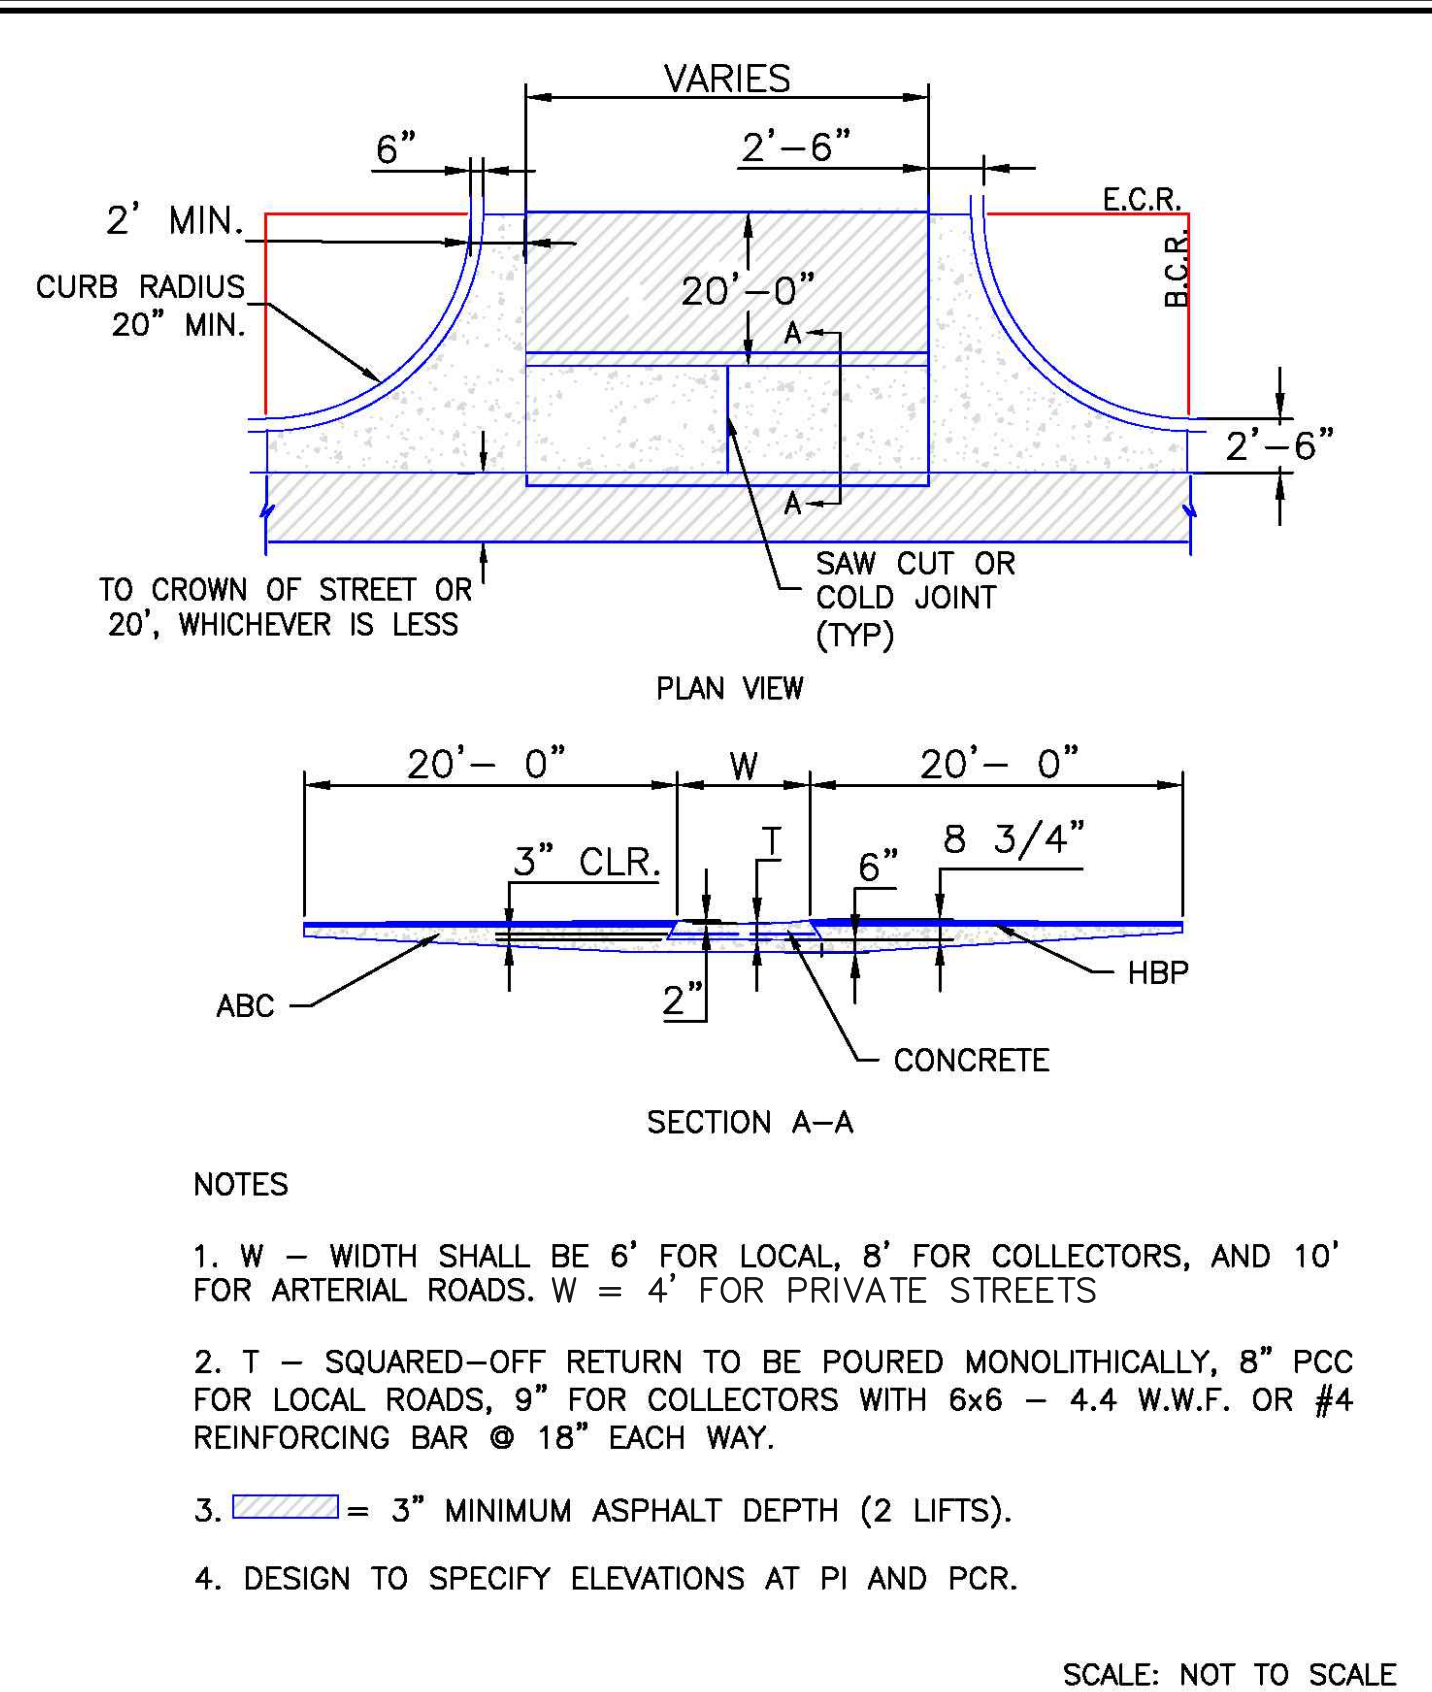 VARIES
6"
2'-6"
2' MIN.
E.C.R.
B.C.R.
CURB RADIUS
20" MIN.
20'-0"
A
2'-6"
A
SAW CUT OR
COLD JOINT
(TYP)
TO CROWN OF STREET OR
20', WHICHEVER IS LESS
PLAN VIEW
20'- 0"
W
20'- 0"
3" CLR.
T
6"
8 3/4"
ABC
2"
HBP
CONCRETE
SECTION A-A
NOTES
1. W - WIDTH SHALL BE 6' FOR LOCAL, 8' FOR COLLECTORS, AND 10'
FOR ARTERIAL ROADS. W = 4' FOR PRIVATE STREETS
2. T - SQUARED-OFF RETURN TO BE POURED MONOLITHICALLY, 8" PCC
FOR LOCAL ROADS, 9" FOR COLLECTORS WITH 6x6 - 4.4 W.W.F. OR #4
REINFORCING BAR @ 18" EACH WAY.
3. = 3" MINIMUM ASPHALT DEPTH (2 LIFTS).
4. DESIGN TO SPECIFY ELEVATIONS AT PI AND PCR.
SCALE: NOT TO SCALE